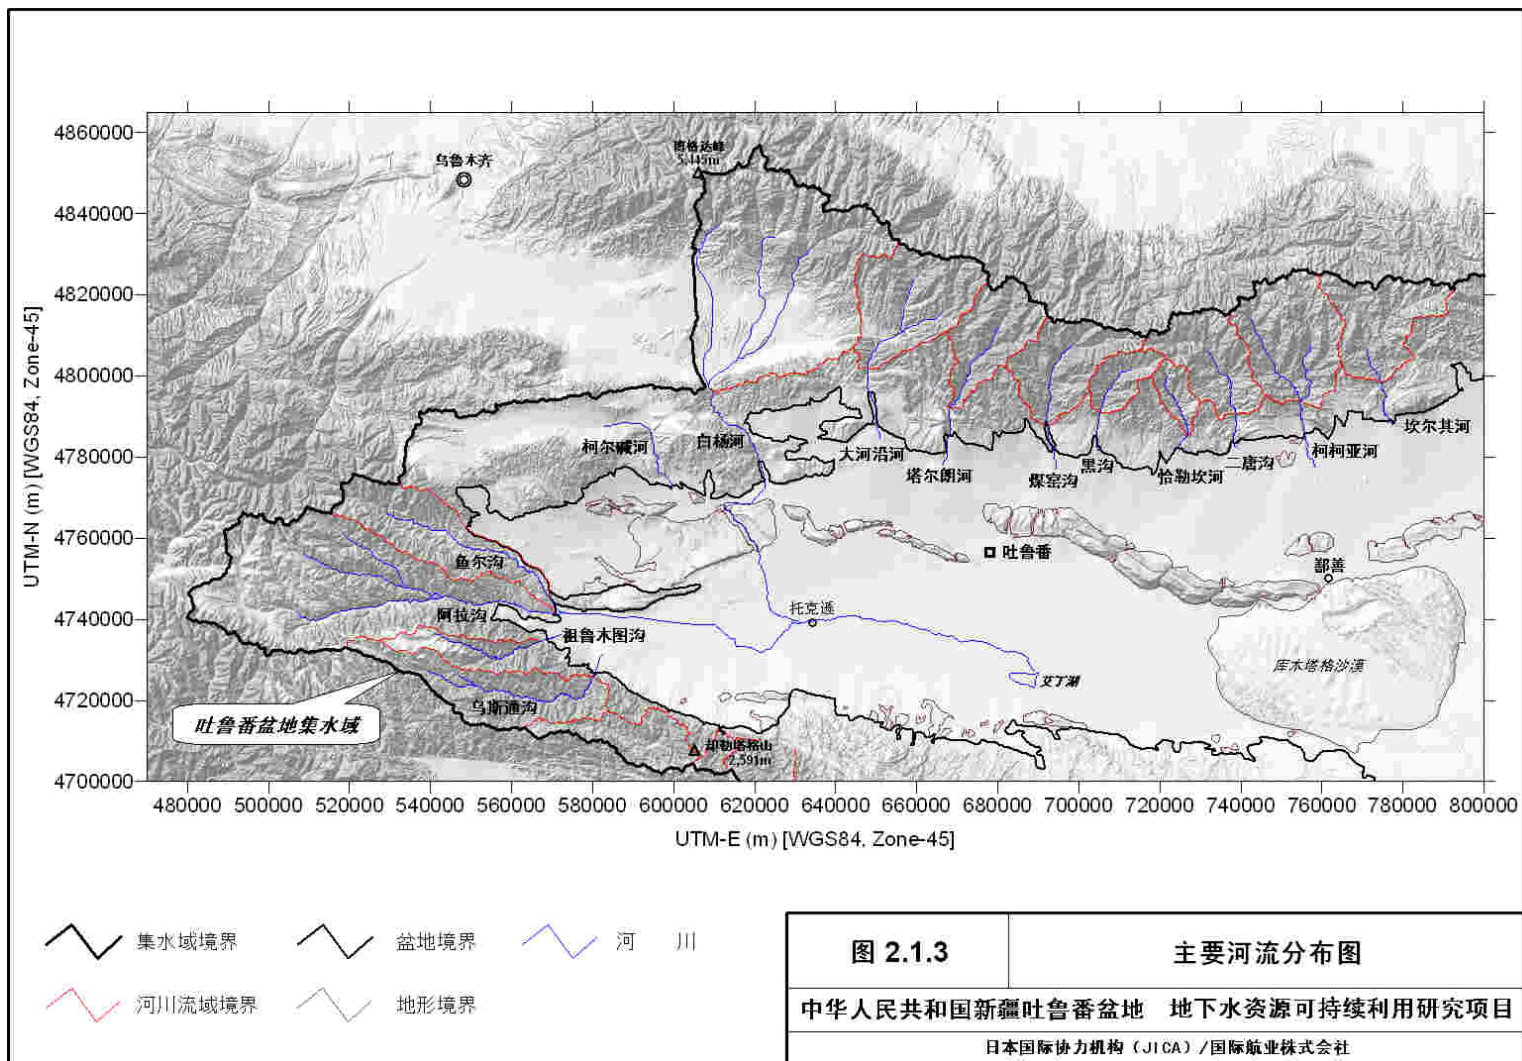 4860000
4840000
4820000
4800000
4780000
4760000
4740000
4720000
4700000
UTM-N (m) [WGS84, Zone-45]
乌鲁木齐
博格达峰
5,445m
柯尔碱河
白杨河
大河沿河
塔尔朗河
煤窑沟
黑沟
恰勒坎河
二唐沟
柯柯亚河
坎尔其河
鱼尔沟
阿拉沟
祖鲁木图沟
乌斯通沟
吐鲁番
鄯善
托克逊
艾丁湖
库木塔格沙漠
吐鲁番盆地集水域
却勒塔格山
2,591m
480000 500000 520000 540000 560000 580000 600000 620000 640000 660000 680000 700000 720000 740000 760000 780000 800000
UTM-E (m) [WGS84, Zone-45]
集水域境界
盆地境界
河 川
河川流域境界
地形境界
图 2.1.3
主要河流分布图
中华人民共和国新疆吐鲁番盆地 地下水资源可持续利用研究项目
日本国际协力机构（JICA）/国际航业株式会社